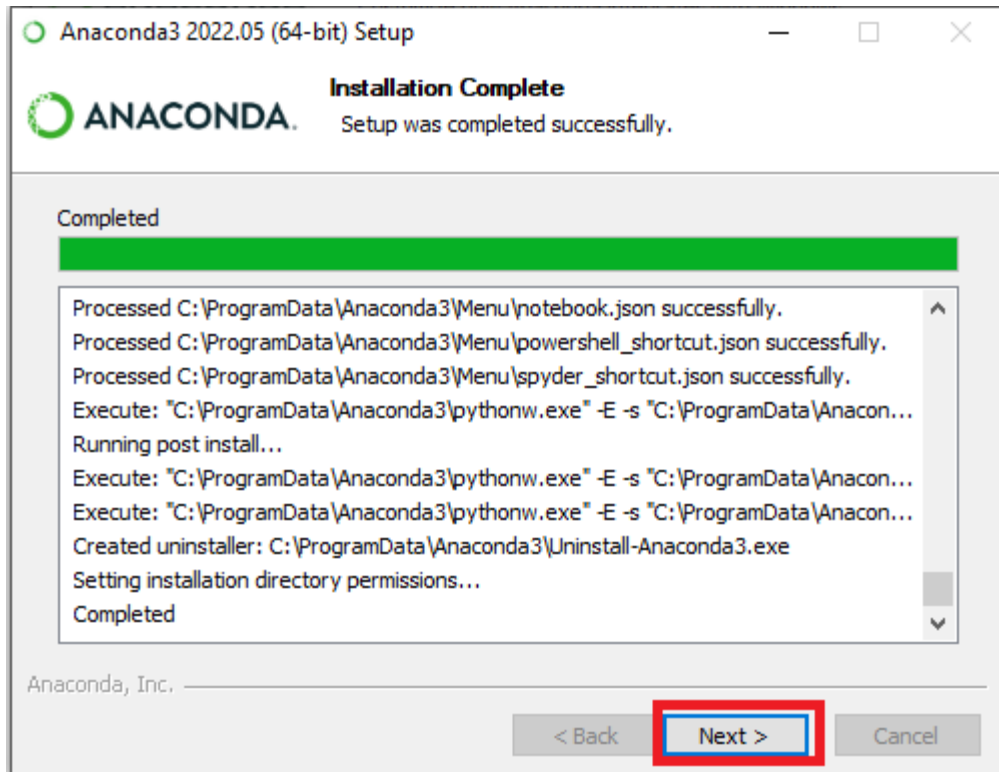 Anaconda3 2022.05 (64-bit) Setup
ANACONDA.
Installation Complete
Setup was completed successfully.
Completed
Processed C:\ProgramData\Anaconda3\Menu\notebook.json successfully.
Processed C:\ProgramData\Anaconda3\Menu\powershell_shortcut.json successfully.
Processed C:\ProgramData\Anaconda3\Menu\spyder_shortcut.json successfully.
Execute: "C:\ProgramData\Anaconda3\pythonw.exe" -E -s "C:\ProgramData\Anacon...
Running post install...
Execute: "C:\ProgramData\Anaconda3\pythonw.exe" -E -s "C:\ProgramData\Anacon...
Execute: "C:\ProgramData\Anaconda3\pythonw.exe" -E -s "C:\ProgramData\Anacon...
Created uninstaller: C:\ProgramData\Anaconda3\Uninstall-Anaconda3.exe
Setting installation directory permissions...
Completed
Anaconda, Inc.
< Back
Next >
Cancel